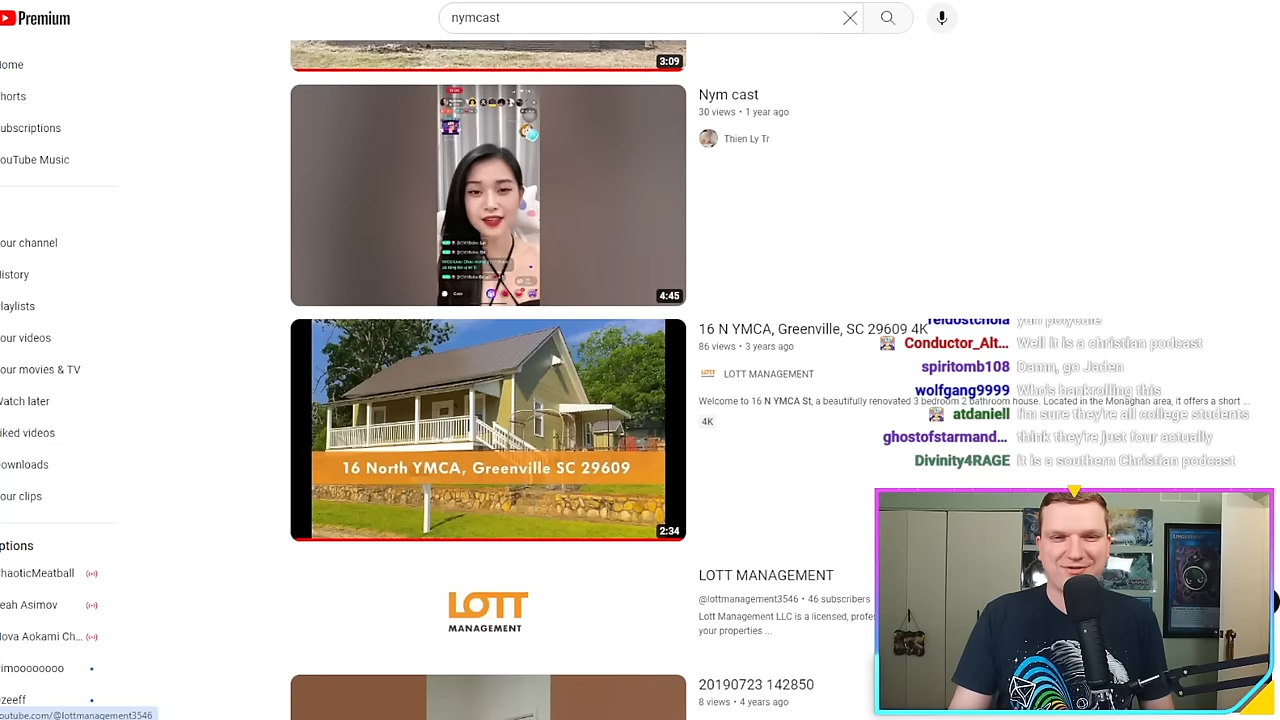 Premium
nymcast
ome
horts
ubscriptions
ouTube Music
our channel
istory
laylists
our videos
our movies & TV
Vatch later
iked videos
ownloads
our clips
ptions
haoticMeatball
eah Asimov
ova Aokami Ch...
imoooooooo
zeeff
outube.com/@lottmanagement3546
3:09
4:45
Nym cast
30 views • 1 year ago
Thien Ly Tr
16 North YMCA, Greenville SC 29609
2:34
16 N YMCA, Greenville, SC 29609 4K
86 views • 3 years ago
LOTT MANAGEMENT
Welcome to 16 N YMCA St, a beautifully renovated 3 bedroom 2 bathroom house. Located in the Monaghan area, it offers a short ...
4K
LOTT
MANAGEMENT
LOTT MANAGEMENT
@lottmanagement3546 • 46 subscribers
Lott Management LLC is a licensed,
your properties ...
20190723 142850
8 views • 4 years ago
Conductor_Alt... Well it is a christian podcast
spiritomb108 Damn, go Jaden
wolfgang9999 Who's bankrolling this
atdaniell I'm sure they're all college students
ghostofstarmand... think they're just four actually
Divinity4RAGE It is a southern Christian podcast